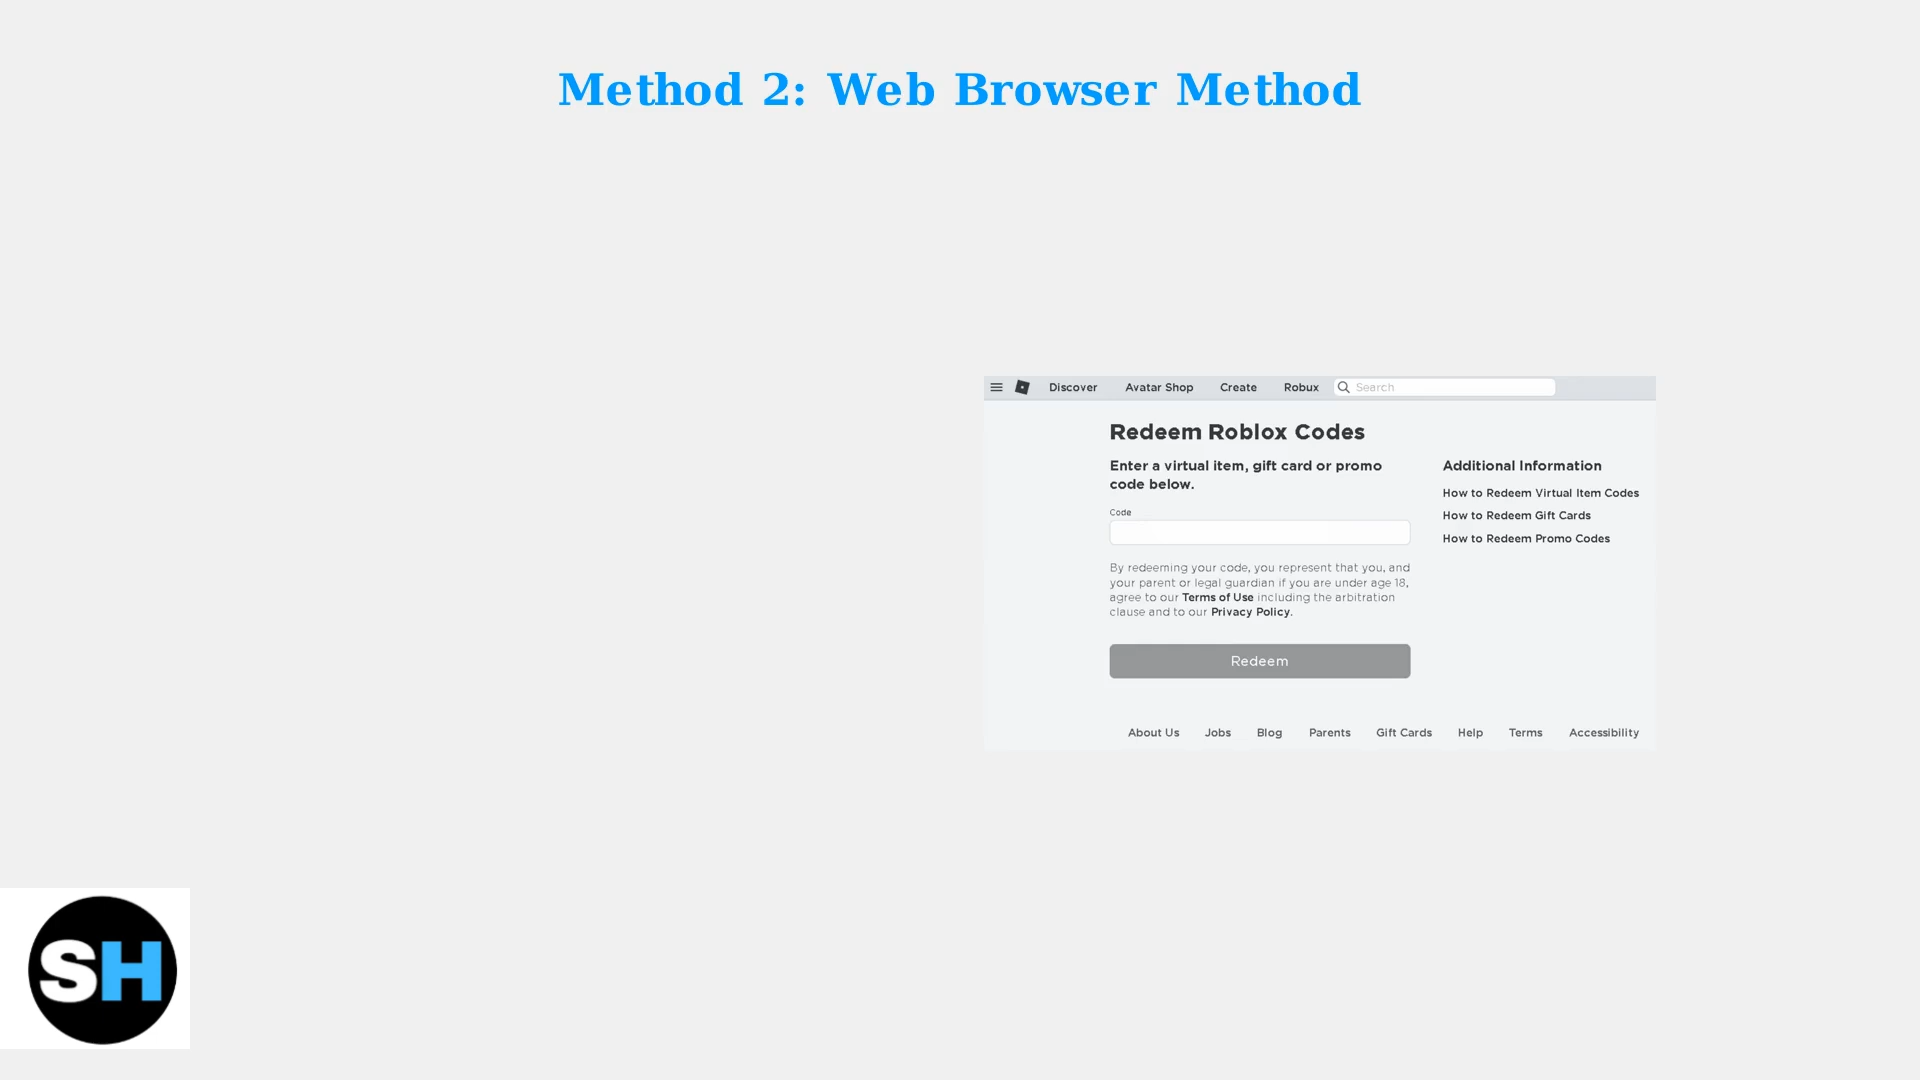 Method 2: Web Browser Method
Discover
Avatar Shop
Create
Robux
Search
Redeem Roblox Codes
Enter a virtual item, gift card or promo
code below.
Code
By redeeming your code, you represent that you, and
your parent or legal guardian if you are under age 18,
agree to our Terms of Use including the arbitration
clause and to our Privacy Policy.
Redeem
Additional Information
How to Redeem Virtual Item Codes
How to Redeem Gift Cards
How to Redeem Promo Codes
About Us
Jobs
Blog
Parents
Gift Cards
Help
Terms
Accessibility
SH